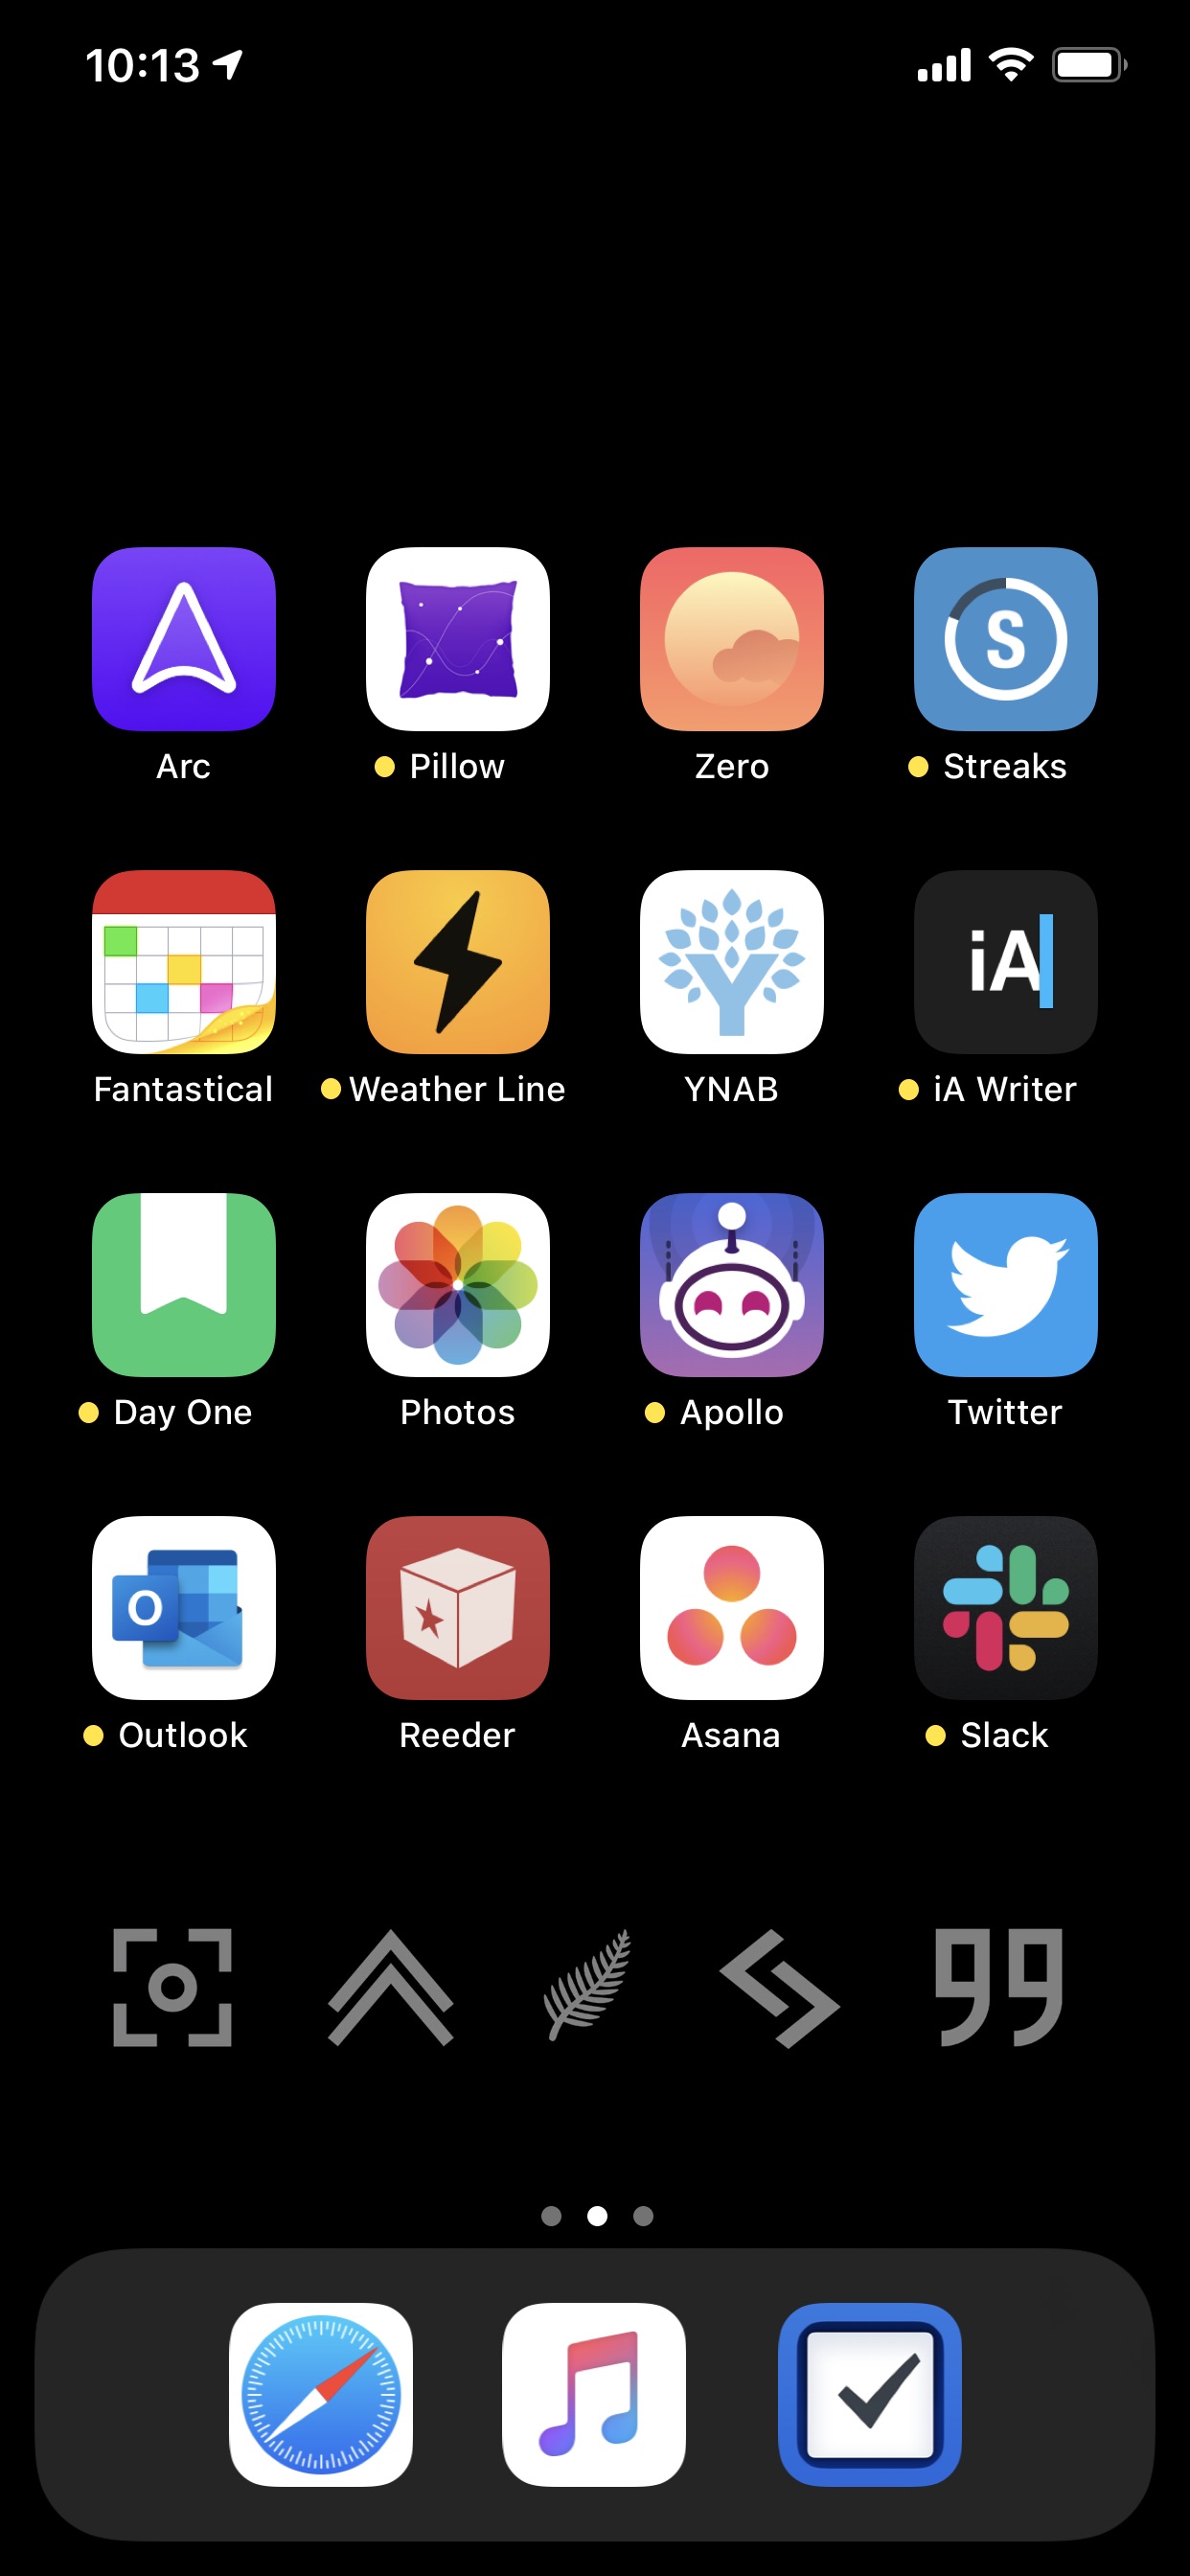 10:13
Arc Pillow Zero Streaks
Fantastical Weather Line YNAB iA Writer
Day One Photos Apollo Twitter
Outlook Reeder Asana Slack